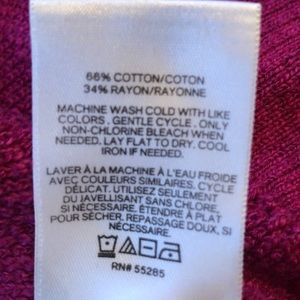 66% COTTON/COTON
34% RAYON/RAYONNE
MACHINE WASH COLD WITH LIKE
COLORS . GENTLE CYCLE . ONLY
NON-CHLORINE BLEACH WHEN
NEEDED. LAY FLAT TO DRY. COOL
IRON IF NEEDED.
LAVER À LA MACHINE À L'EAU FROIDE
AVEC COULEURS SIMILAIRES. CYCLE
DÉLICAT. UTILISEZ SEULEMENT
DU JAVELLISANT SANS CHLORE,
SI NÉCESSAIRE. ÉTENDRE À PLAT
POUR SÉCHER. REPASSAGE DOUX, SI
NÉCESSAIRE.
RN# 55285